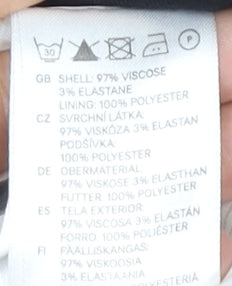 30 P
GB SHELL: 97% VISCOSE
3% ELASTANE
LINING: 100% POLYESTER
CZ SVRCHNÍ LÁTKA:
97% VISKÓZA 3% ELASTAN
PODŠÍVKA:
100% POLYESTER
DE OBERMATERIAL:
97% VISKOSE 3% ELASTHAN
FUTTER: 100% POLYESTER
ES TELA EXTERIOR:
97% VISCOSA 3% ELASTÁN
FORRO: 100% POLIÉSTER
FI PÄÄLLISKANGAS:
97% VISKOOSIA
3% ELASTAANIA